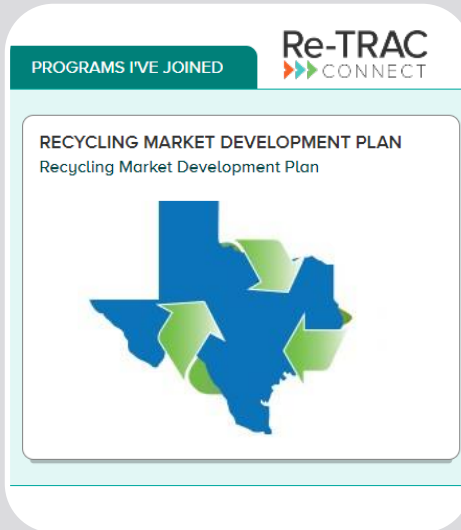 Re-TRAC
CONNECT
PROGRAMS I'VE JOINED
RECYCLING MARKET DEVELOPMENT PLAN
Recycling Market Development Plan